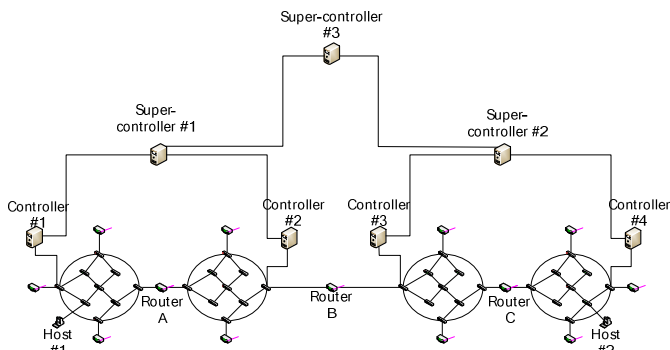 Super-controller
#3
Super-
controller #1
Super-
controller #2
Controller
#1
Controller
#2
Controller
#3
Controller
#4
Router
A
Router
B
Router
C
Host
#1
Host